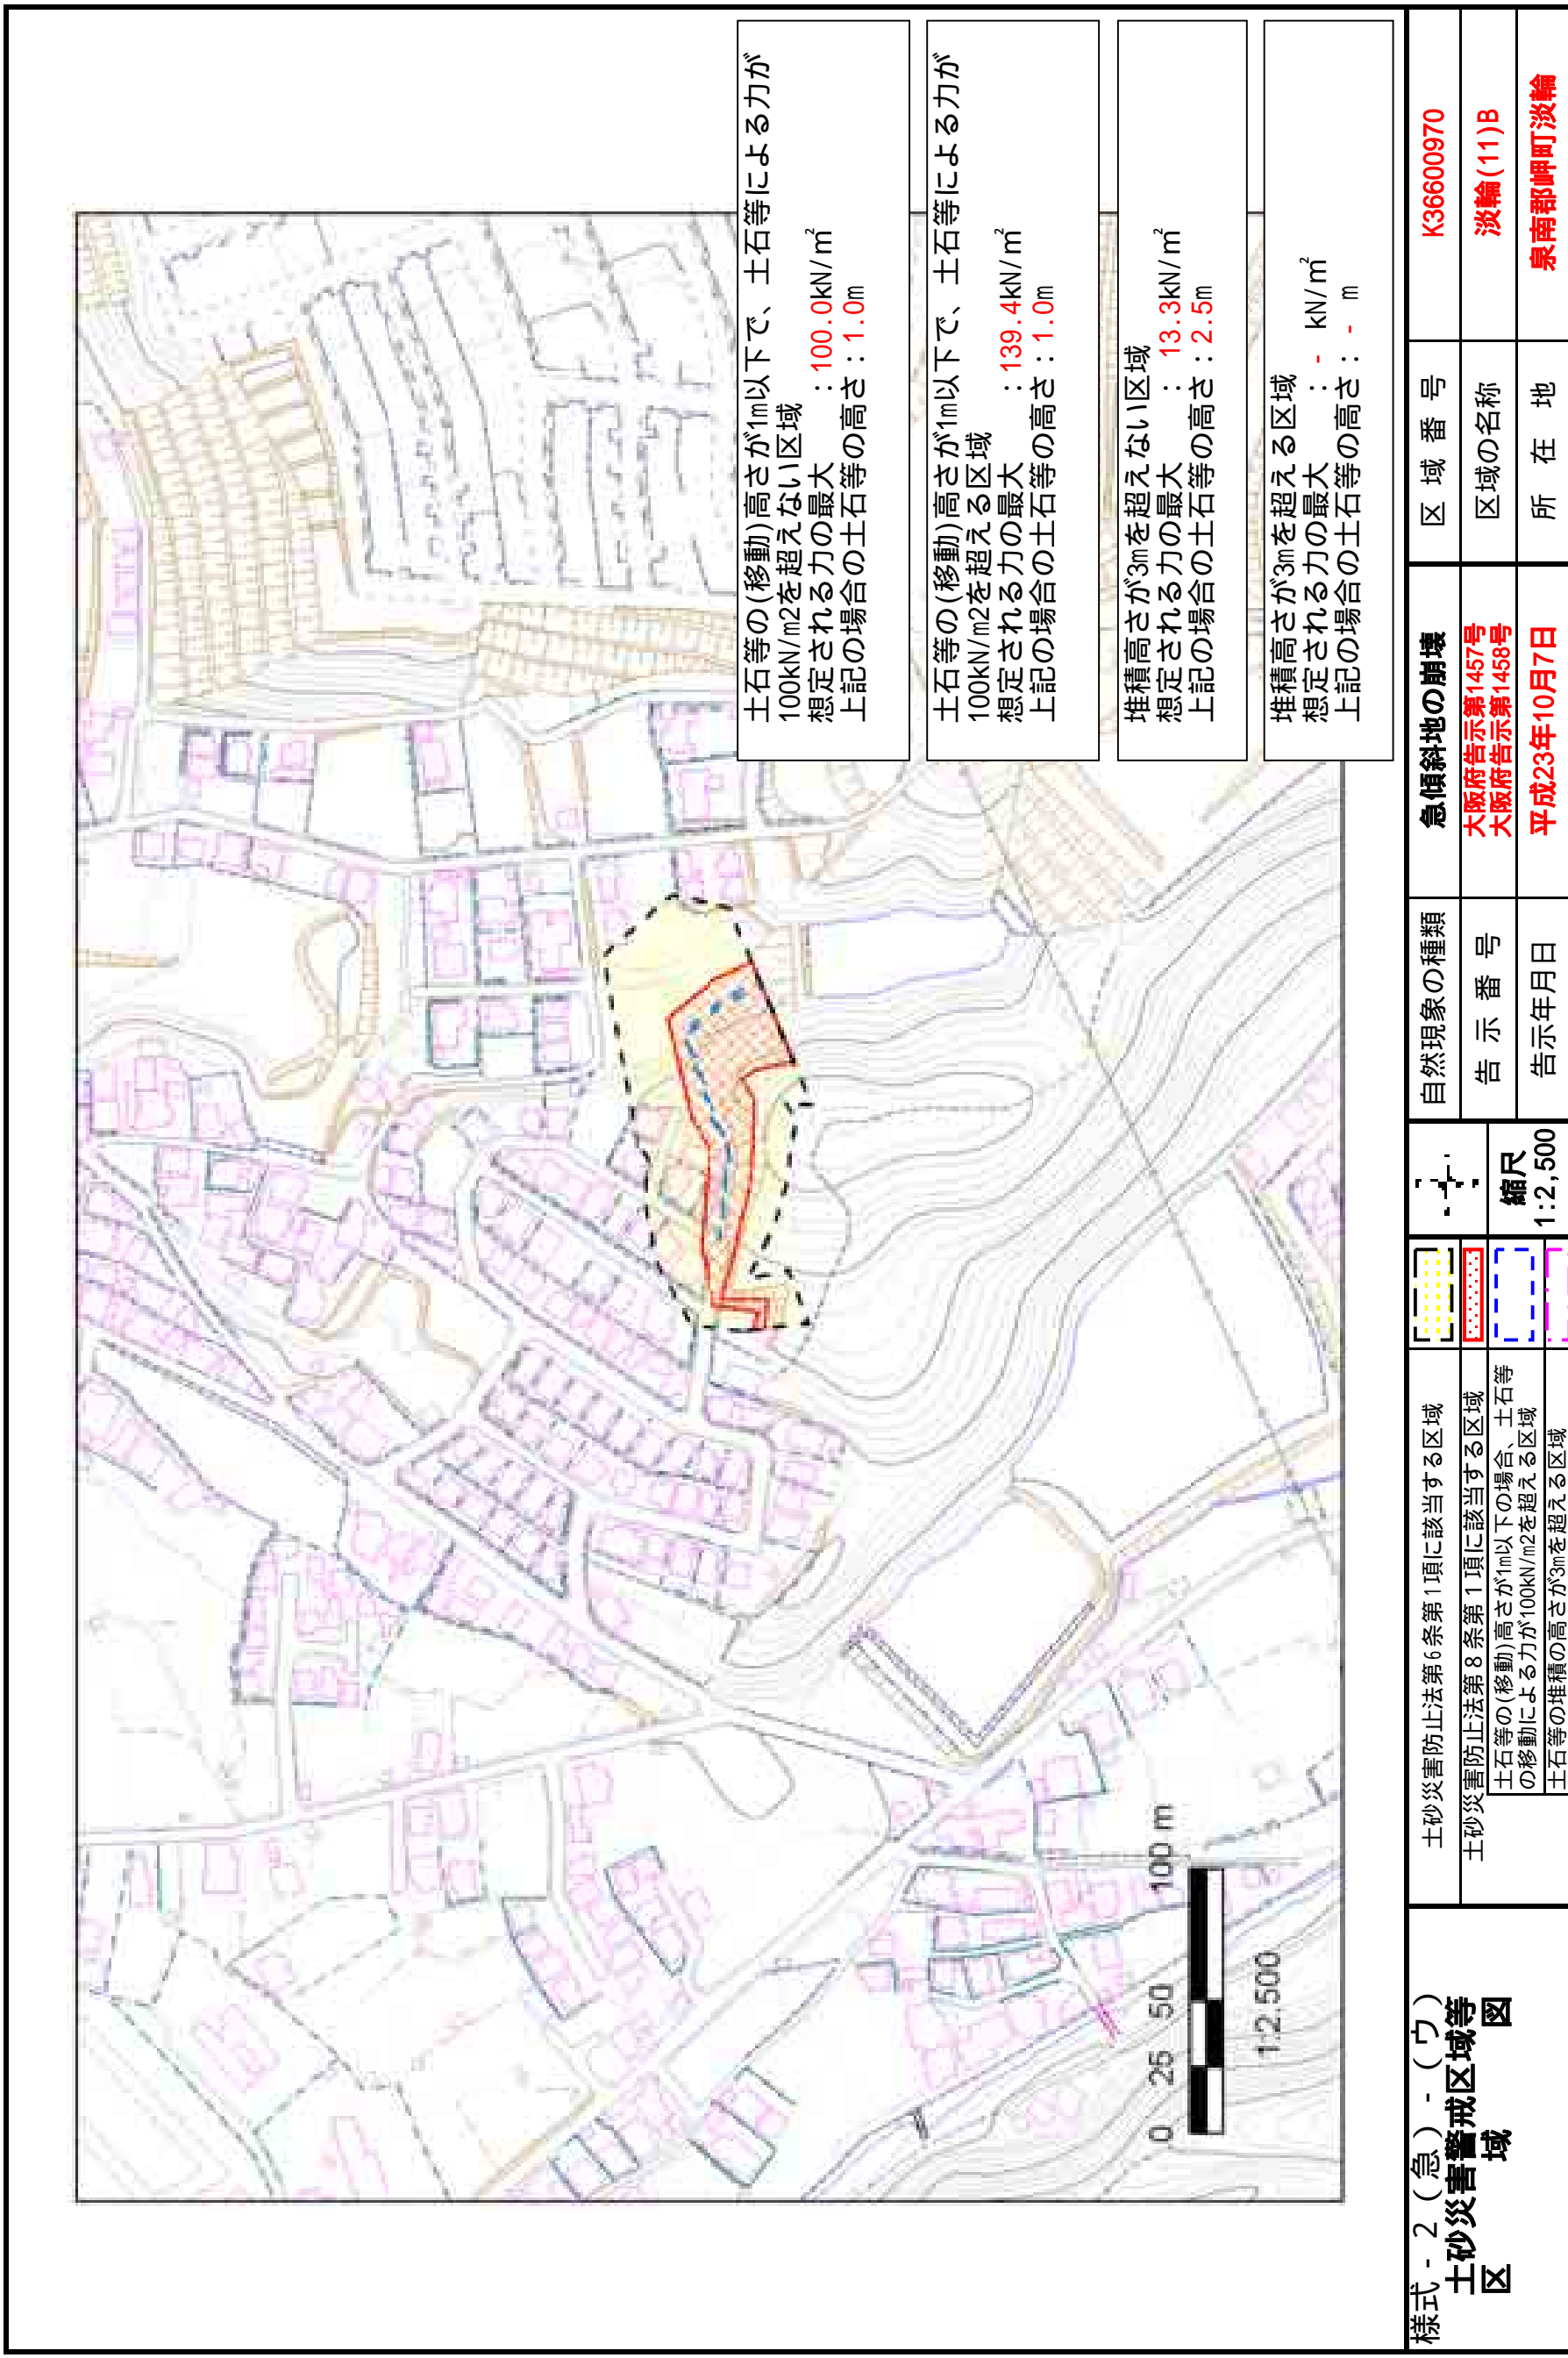 土石等の(移動)高さが1m以下で、土石等による力が
100kN/m2を超えない区域
想定される力の最大　：100.0kN/㎡
上記の場合の土石等の高さ：1.0m
土石等の(移動)高さが1m以下で、土石等による力が
100kN/m2を超える区域
想定される力の最大　：139.4kN/㎡
上記の場合の土石等の高さ：1.0m
堆積高さが3mを超えない区域
想定される力の最大　： 13.3kN/㎡
上記の場合の土石等の高さ：2.5m
堆積高さが3mを超える区域
想定される力の最大　： - kN/㎡
上記の場合の土石等の高さ： - m
0 25 50 100 m
1:2.500
様式-2(急)-(ウ)
土砂災害警戒区域等
区域図
土砂災害防止法第6条第1項に該当する区域
土砂災害防止法第8条第1項に該当する区域
土石等の(移動)高さが1m以下の場合、土石等
の移動による力が100kN/m2を超える区域
土石等の堆積の高さが3mを超える区域
縮尺
1:2,500
自然現象の種類 急傾斜地の崩壊
告示番号 大阪府告示第1457号
大阪府告示第1458号
告示年月日 平成23年10月7日
区域番号 K36600970
区域の名称 淡輪(11)B
所在地 泉南郡岬町淡輪